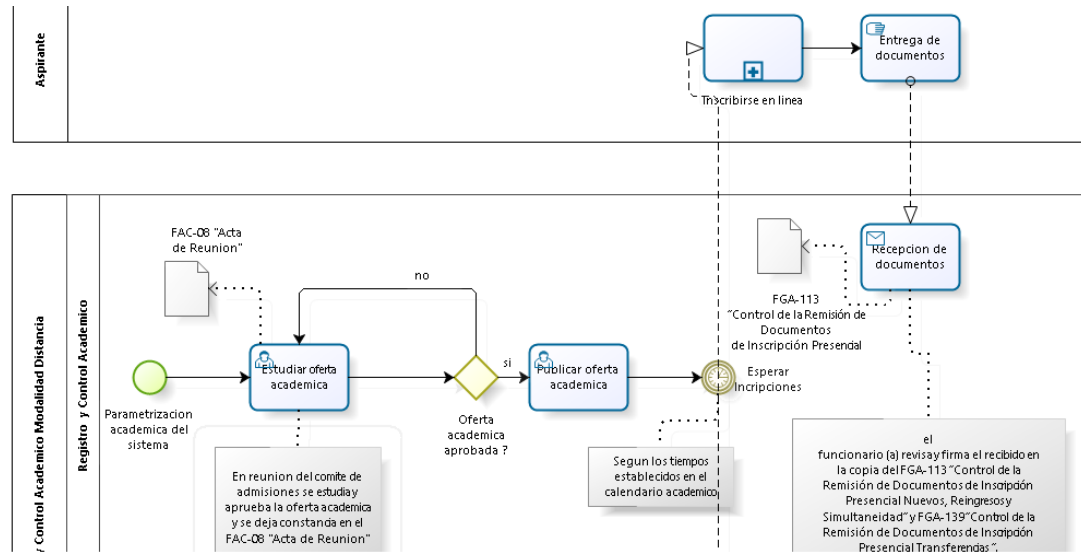 Aspirante
Entrega de
documentos
Inscribirse en linea
y Control Academico Modalidad Distancia
Registro y Control Academico
FAC-08 "Acta
de Reunion"
no
Recepcion de
documentos
FGA-113
"Control de la Remisión de
Documentos
de Inscripción Presencial
Parametrizacion
academica del
sistema
Estudiar oferta
academica
Oferta
academica
aprobada ?
si
Publicar oferta
academica
Esperar
Incripciones
En reunion del comite de
admisiones se estudia y
aprueba la oferta academica
y se deja constancia en el
FAC-08 "Acta de Reunion"
Segun los tiempos
establecidos en el
calendario academico
el
funcionario (a) revisa y firma el recibido en
la copia del FGA-113 "Control de la
Remisión de Documentos de Inscripción
Presencial Nuevos, Reingresos y
Simultaneidad" y FGA-139"Control de la
Remisión de Documentos de Inscripción
Presencial Transferencias",